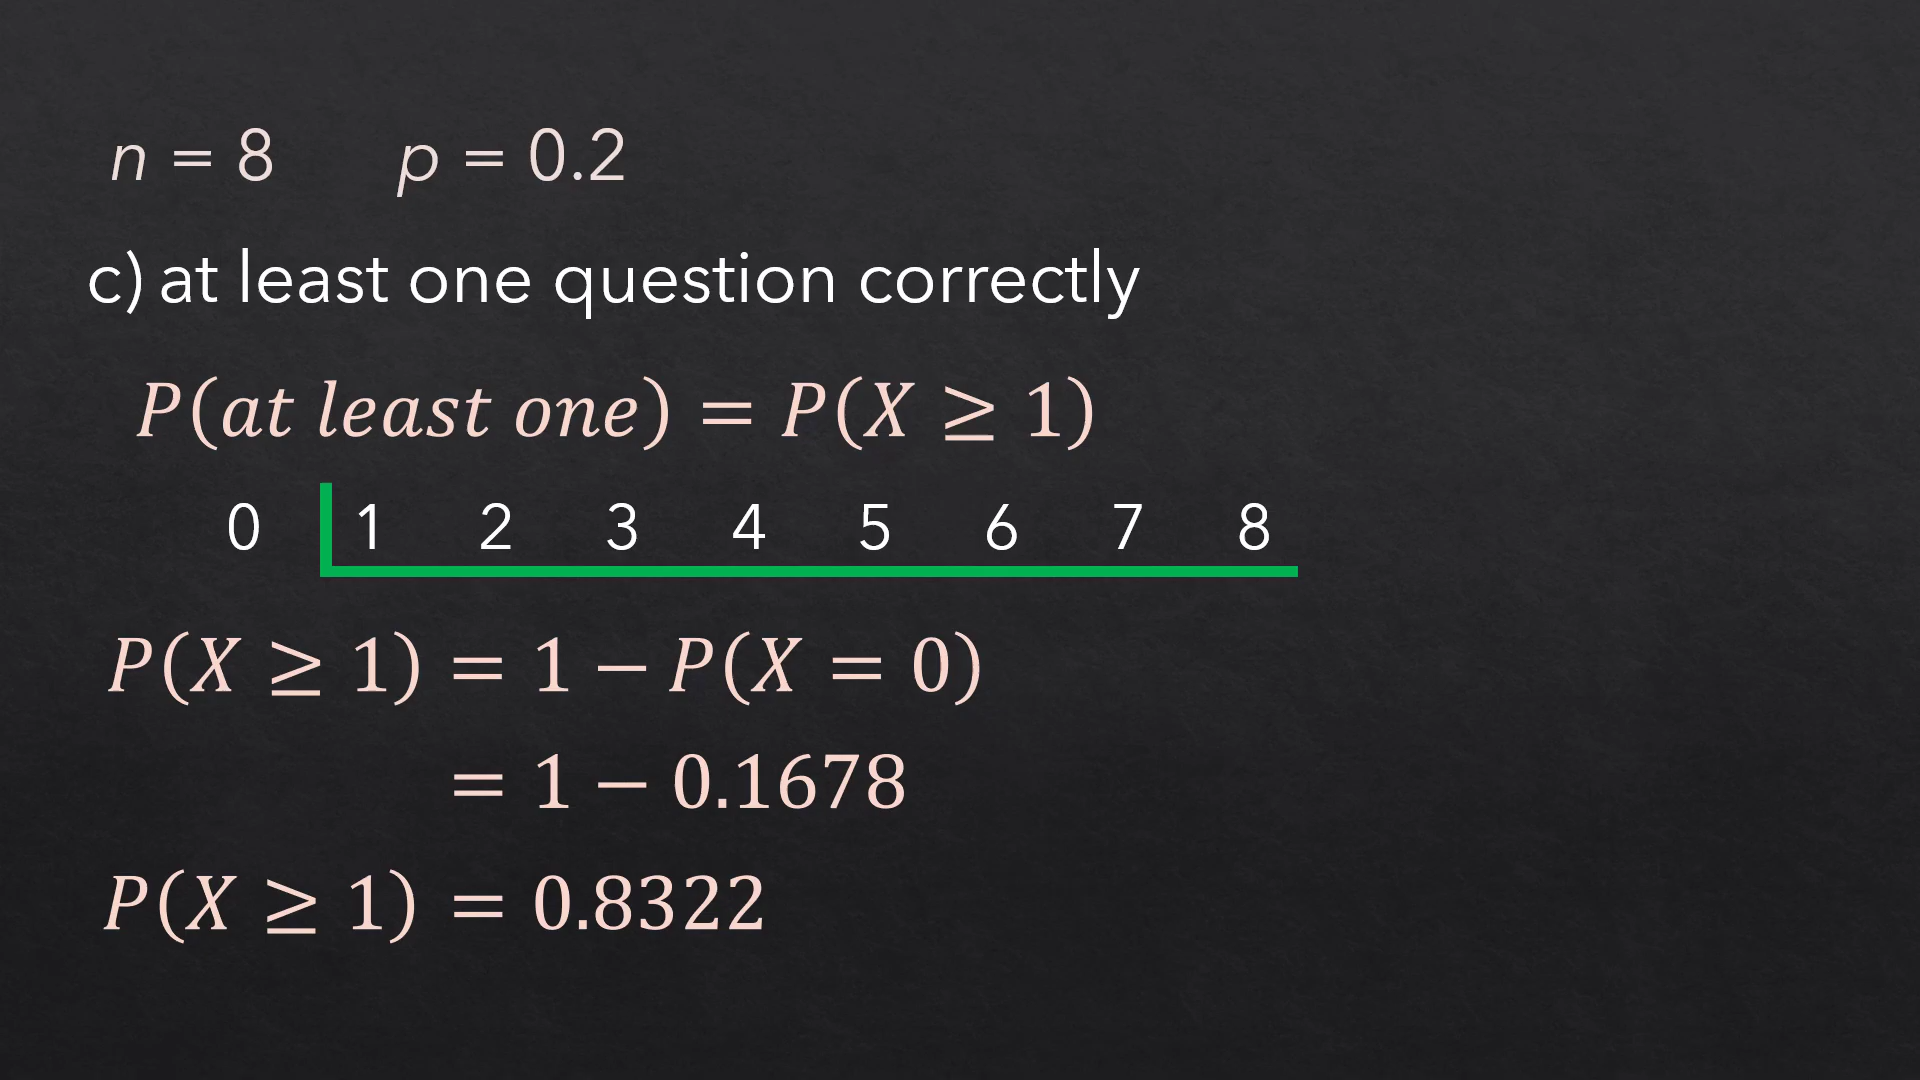 n = 8 p = 0.2
c) at least one question correctly
P(at least one) = P(X ≥ 1)
0 1 2 3 4 5 6 7 8
P(X ≥ 1) = 1 − P(X = 0)
= 1 − 0.1678
P(X ≥ 1) = 0.8322